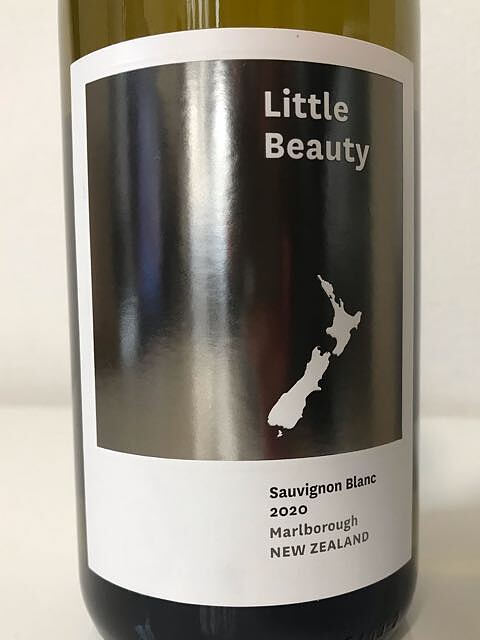 Little
Beauty
Sauvignon Blanc
2020
Marlborough
NEW ZEALAND